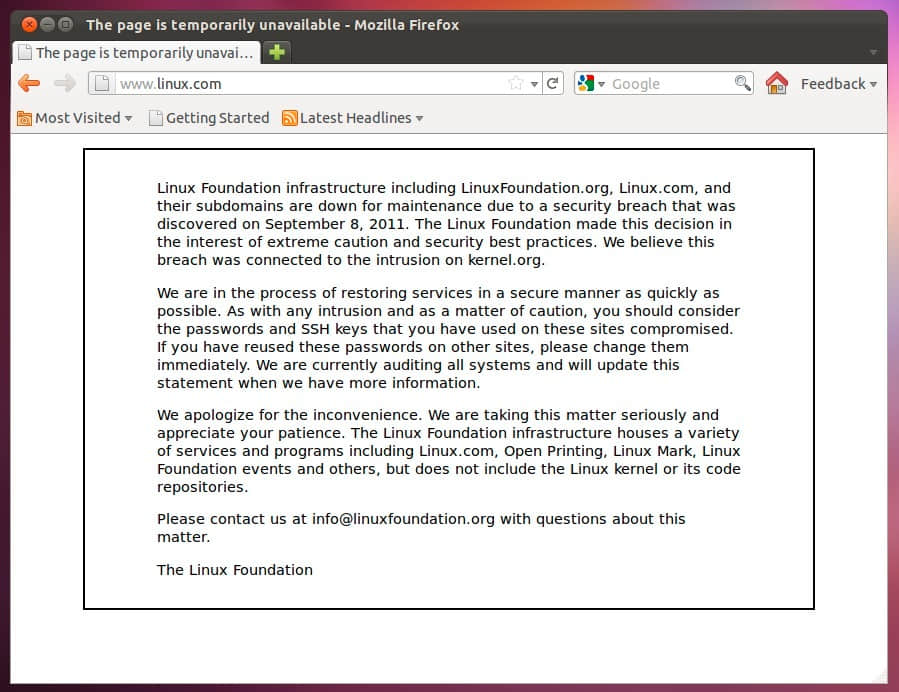 The page is temporarily unavailable - Mozilla Firefox
The page is temporarily unavai...
www.linux.com
Google
Feedback
Most Visited
Getting Started
Latest Headlines
Linux Foundation infrastructure including LinuxFoundation.org, Linux.com, and
their subdomains are down for maintenance due to a security breach that was
discovered on September 8, 2011. The Linux Foundation made this decision in
the interest of extreme caution and security best practices. We believe this
breach was connected to the intrusion on kernel.org.
We are in the process of restoring services in a secure manner as quickly as
possible. As with any intrusion and as a matter of caution, you should consider
the passwords and SSH keys that you have used on these sites compromised.
If you have reused these passwords on other sites, please change them
immediately. We are currently auditing all systems and will update this
statement when we have more information.
We apologize for the inconvenience. We are taking this matter seriously and
appreciate your patience. The Linux Foundation infrastructure houses a variety
of services and programs including Linux.com, Open Printing, Linux Mark, Linux
Foundation events and others, but does not include the Linux kernel or its code
repositories.
Please contact us at info@linuxfoundation.org with questions about this
matter.
The Linux Foundation